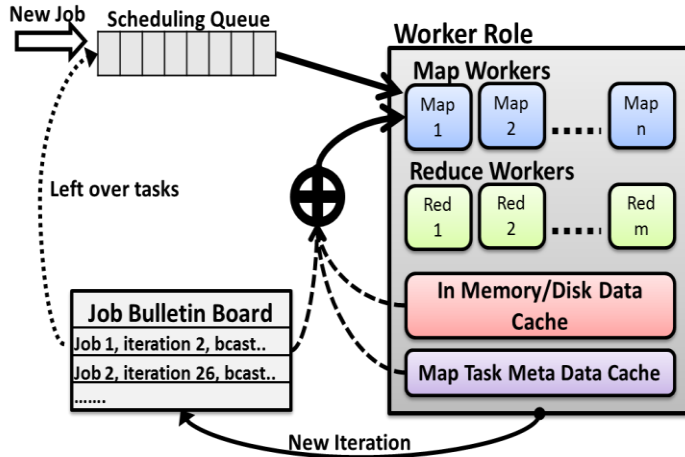 New Job
Scheduling Queue
Worker Role
Map Workers
Map
1
Map
2
......
Map
n
Reduce Workers
Red
1
Red
2
......
Red
m
Left over tasks
In Memory/Disk Data
Cache
Map Task Meta Data Cache
Job Bulletin Board
Job 1, iteration 2, bcast..
Job 2, iteration 26, bcast..
.......
New Iteration